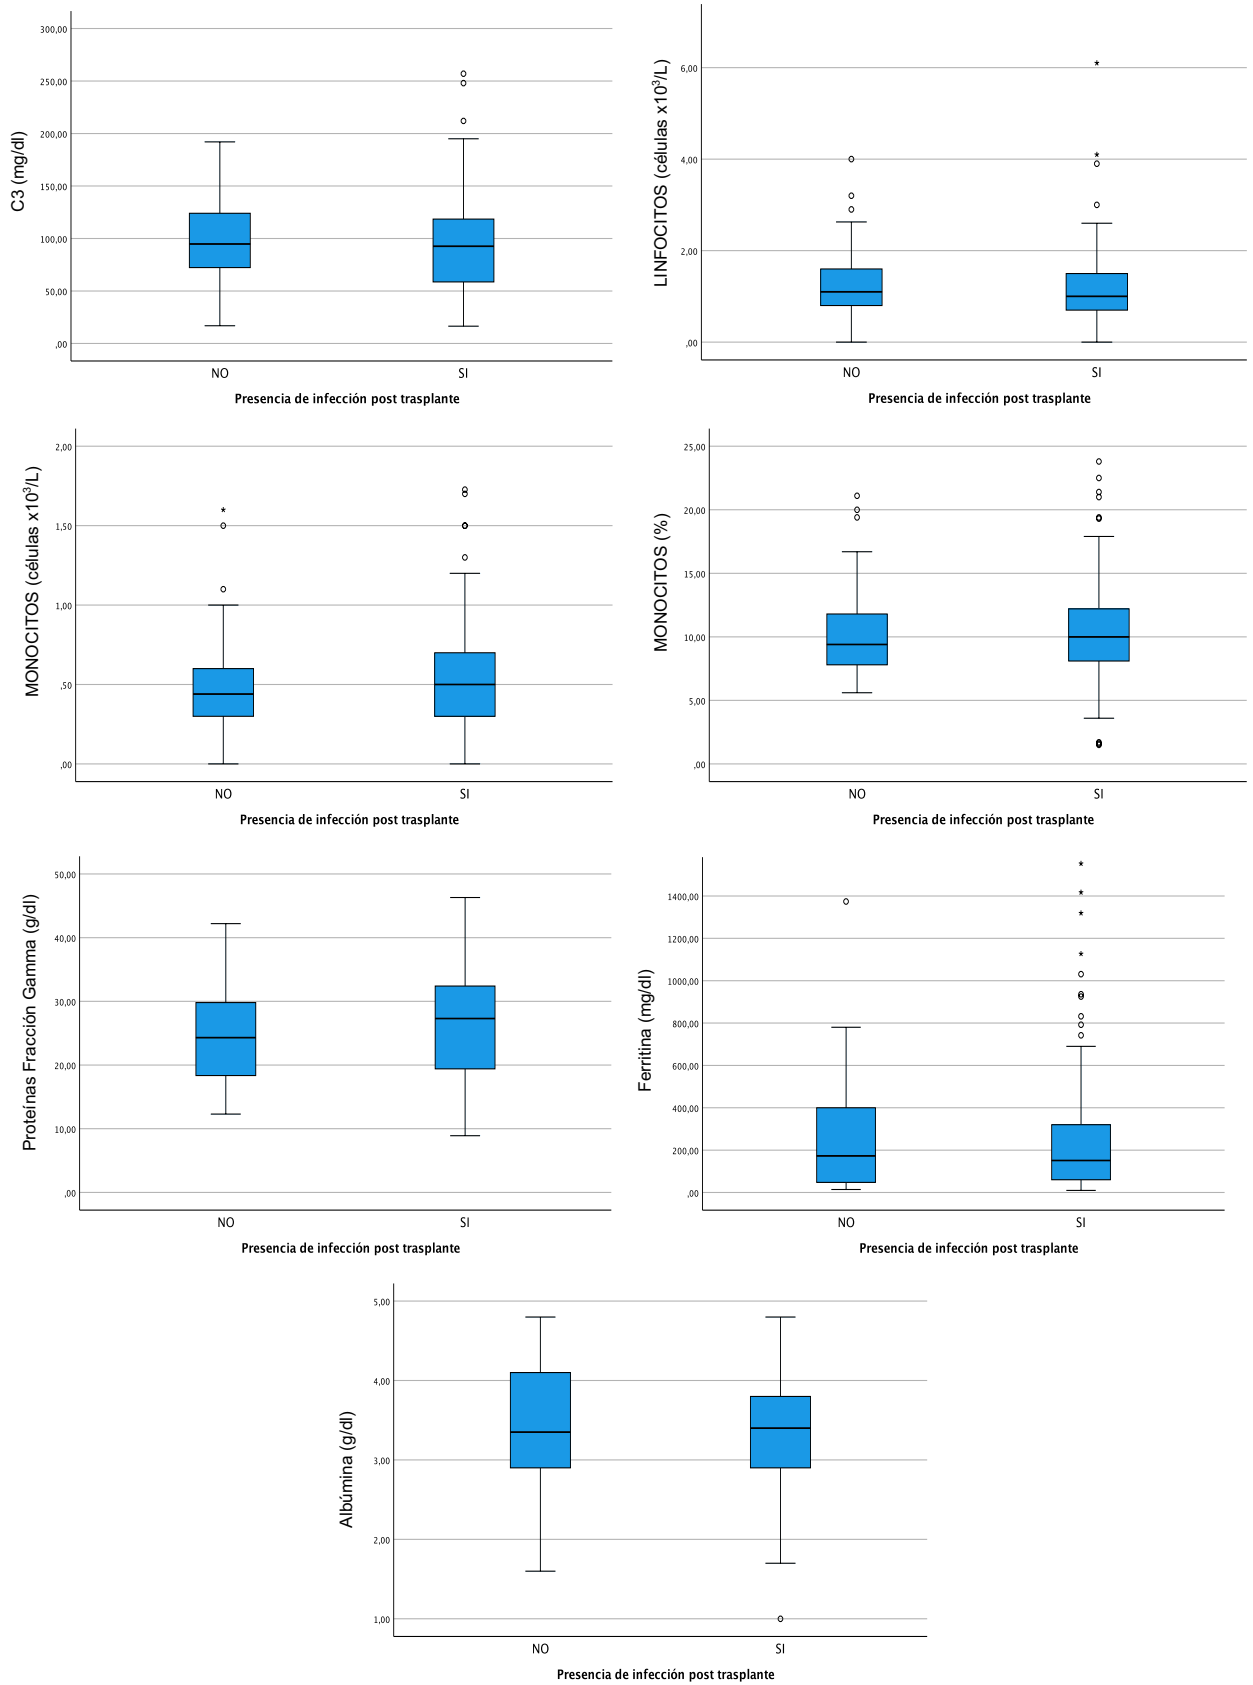 C3 (mg/dl)
300,00
250,00
200,00
150,00
100,00
50,00
,00
NO SI
Presencia de infección post trasplante
LINFOCITOS (células x10³/L)
6,00
4,00
2,00
,00
NO SI
Presencia de infección post trasplante
MONOCITOS (células x10³/L)
2,00
1,50
1,00
,50
,00
NO SI
Presencia de infección post trasplante
MONOCITOS (%)
25,00
20,00
15,00
10,00
5,00
,00
NO SI
Presencia de infección post trasplante
Proteínas Fracción Gamma (g/dl)
50,00
40,00
30,00
20,00
10,00
,00
NO SI
Presencia de infección post trasplante
Ferritina (mg/dl)
1400,00
1200,00
1000,00
800,00
600,00
400,00
200,00
,00
NO SI
Presencia de infección post trasplante
Albúmina (g/dl)
5,00
4,00
3,00
2,00
1,00
NO SI
Presencia de infección post trasplante